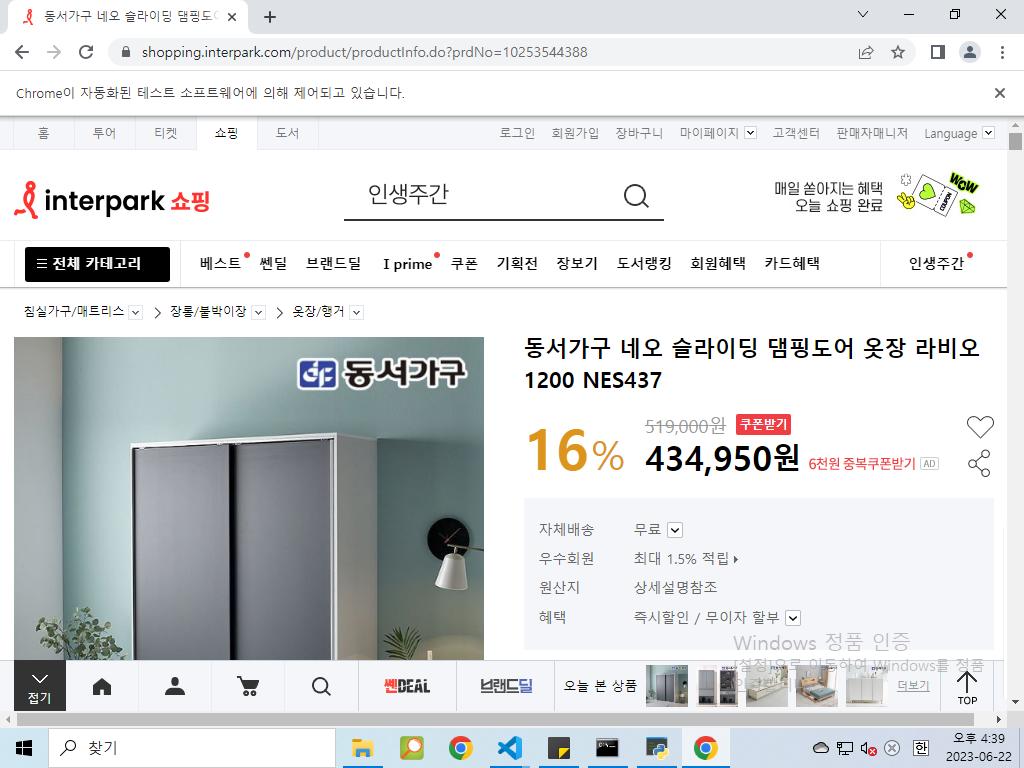 동서가구 네오 슬라이딩 댐핑도어
shopping.interpark.com/product/productInfo.do?prdNo=10253544388
Chrome이 자동화된 테스트 소프트웨어에 의해 제어되고 있습니다.
홈 투어 티켓 쇼핑 도서 로그인 회원가입 장바구니 마이페이지 고객센터 판매자매니저 Language
interpark 쇼핑
인생주간
매일 쏟아지는 혜택
오늘 쇼핑 완료
WOW
COUPON
전체 카테고리 베스트 쎈딜 브랜드딜 I prime 쿠폰 기획전 장보기 도서랭킹 회원혜택 카드혜택 인생주간
침실가구/매트리스 장롱/붙박이장 옷장/행거
동서가구
동서가구 네오 슬라이딩 댐핑도어 옷장 라비오
1200 NES437
16%
519,000원 쿠폰받기
434,950원 6천원 중복쿠폰받기 AD
자체배송 무료
우수회원 최대 1.5% 적립
원산지 상세설명참조
혜택 즉시할인 / 무이자 할부
Windows 정품 인증
[설정]으로 이동하여 Windows를 정품
접기
쎈DEAL
브랜드딜
오늘 본 상품
더보기
TOP
찾기
한
오후 4:39
2023-06-22